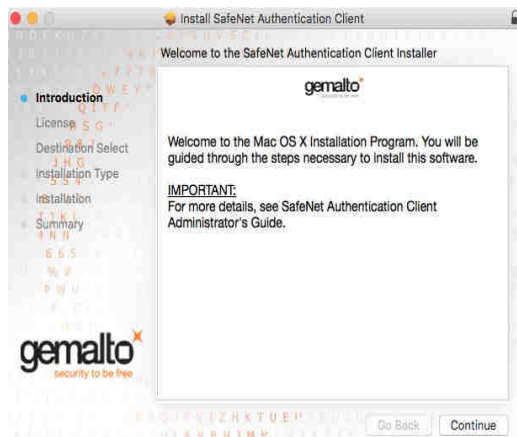 Install SafeNet Authentication Client
Welcome to the SafeNet Authentication Client Installer
Introduction
License
Destination Select
Installation Type
Installation
Summary
gemalto
security to be free
gemalto
Welcome to the Mac OS X Installation Program. You will be
guided through the steps necessary to install this software.
IMPORTANT:
For more details, see SafeNet Authentication Client
Administrator's Guide.
Go Back
Continue